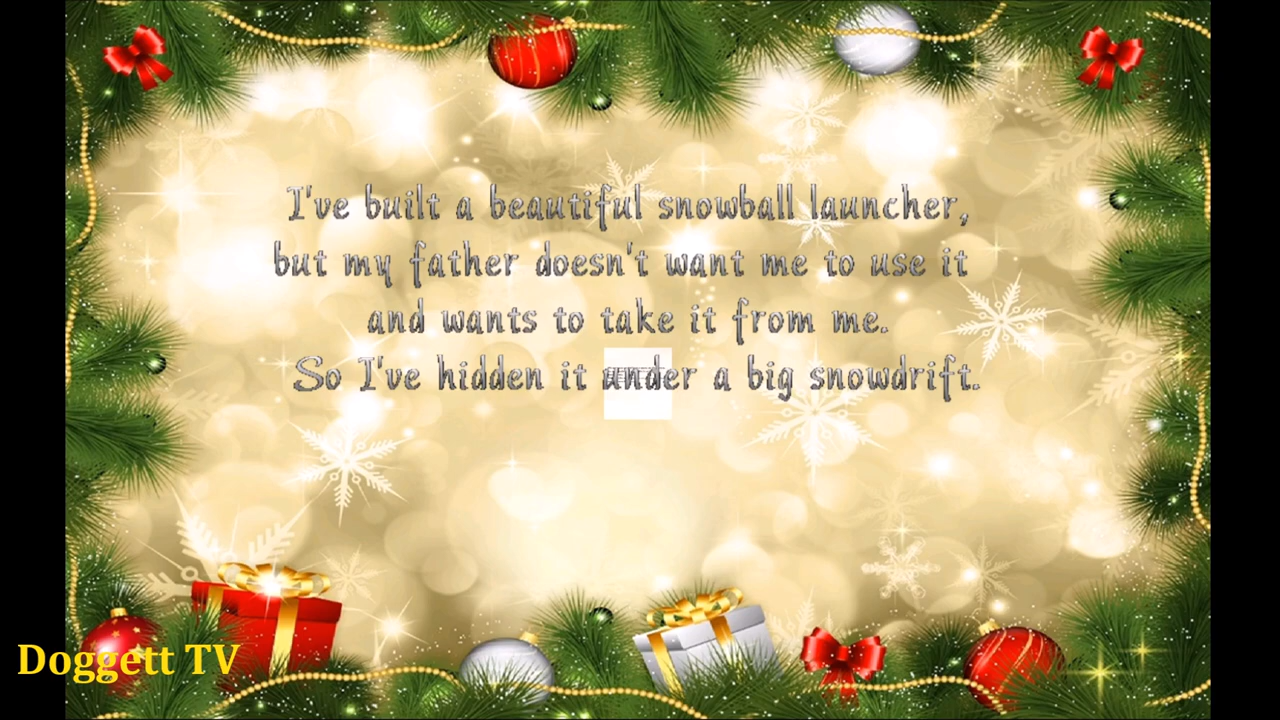 I've built a beautiful snowball launcher,
but my father doesn't want me to use it
and wants to take it from me.
So I've hidden it under a big snowdrift.
Doggett TV